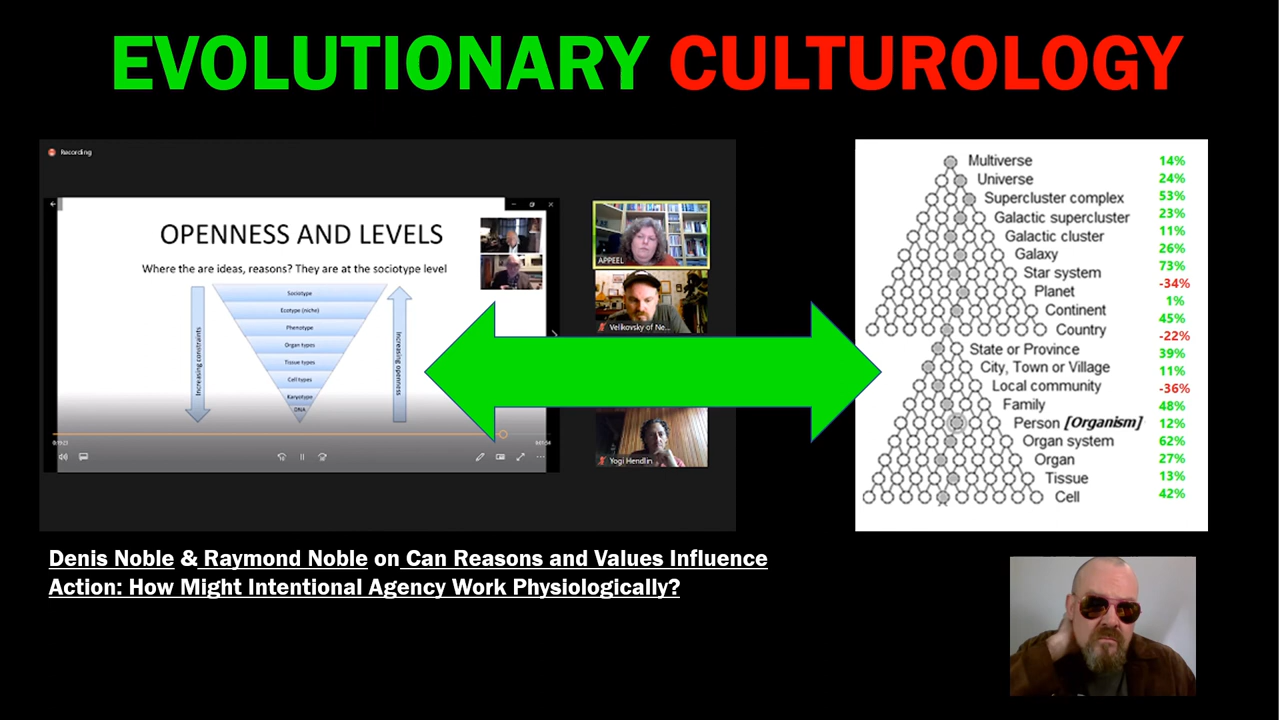 EVOLUTIONARY CULTUROLOGY
Recording
OPENNESS AND LEVELS
Where the are ideas, reasons? They are at the sociotype level
Increasing constraints
Sociotype
Ecotype (niche)
Phenotype
Organ types
Tissue types
Cell types
Karyotype
DNA
Increasing openness
APPEEL
Velikovsky of Ne...
Yogi Hendlin
Multiverse 14%
Universe 24%
Supercluster complex 53%
Galactic supercluster 23%
Galactic cluster 11%
Galaxy 26%
Star system 73%
Planet -34%
Continent 1%
Country 45%
-22%
State or Province 39%
City, Town or Village 11%
Local community -36%
Family 48%
Person [Organism] 12%
Organ system 62%
Organ 27%
Tissue 13%
Cell 42%
Denis Noble & Raymond Noble on Can Reasons and Values Influence
Action: How Might Intentional Agency Work Physiologically?